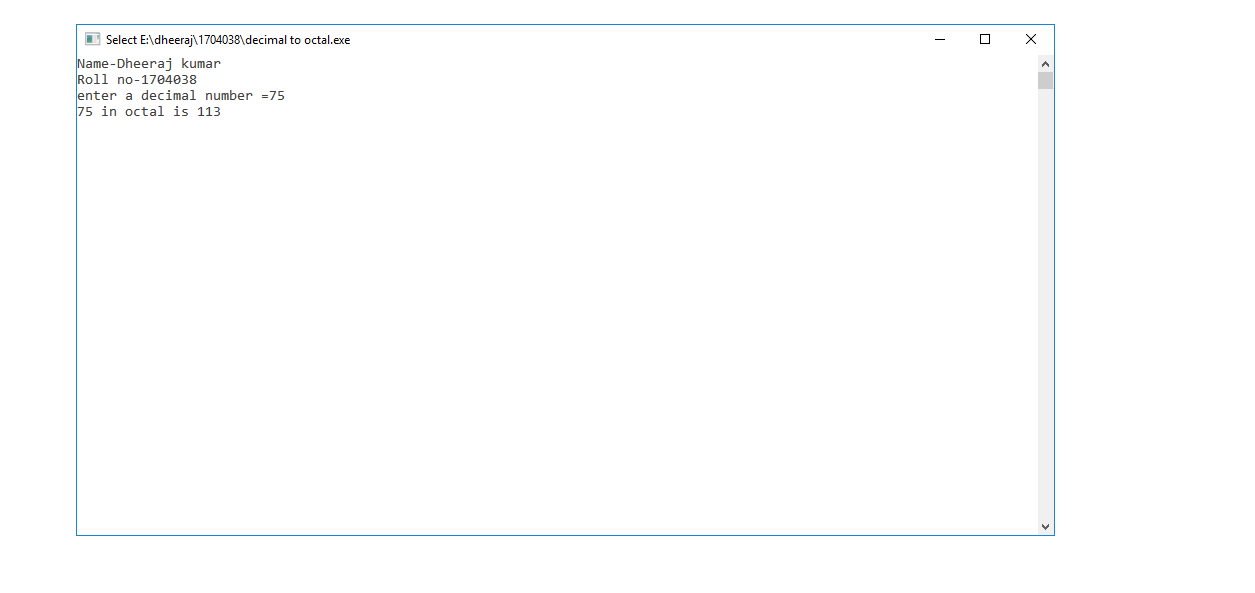 Select E:\dheeraj\1704038\decimal to octal.exe
Name-Dheeraj kumar
Roll no-1704038
enter a decimal number =75
75 in octal is 113